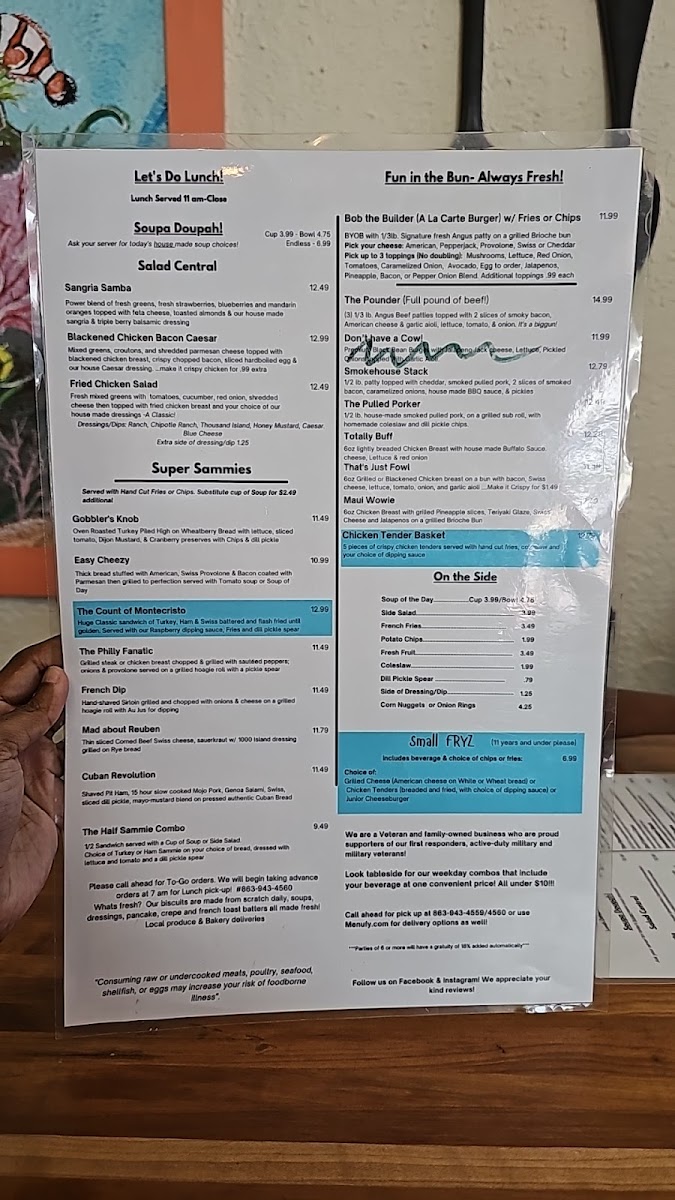 Let's Do Lunch!
Lunch Served 11 am-Close
Soupa Doupah!
Cup 3.99 - Bowl 4.75
Ask your server for today's house made soup choices!
Endless - 6.99
Salad Central
Sangria Samba 12.49
Power blend of fresh greens, fresh strawberries, blueberries and mandarin
oranges topped with feta cheese, toasted almonds & our house made
sangria & triple berry balsamic dressing
Blackened Chicken Bacon Caesar 12.99
Mixed greens, croutons, and shredded parmesan cheese topped with
blackened chicken breast, crispy chopped bacon, sliced hardboiled egg &
our house Caesar dressing. ...make it crispy chicken for .99 extra
Fried Chicken Salad 12.49
Fresh mixed greens with tomatoes, cucumber, red onion, shredded
cheese then topped with fried chicken breast and your choice of our
house made dressings -A Classic!
Dressings/Dips: Ranch, Chipotle Ranch, Thousand Island, Honey Mustard, Caesar
Blue Cheese
Extra side of dressing/dip 1.25
Super Sammies
Served with Hand Cut Fries or Chips. Substitute cup of Soup for $2.49
additional
Gobbler's Knob 11.49
Oven Roasted Turkey Piled High on Wheatberry Bread with lettuce, sliced
tomato, Dijon Mustard, & Cranberry preserves with Chips & dill pickle
Easy Cheezy 10.99
Thick bread stuffed with American, Swiss Provolone & Bacon coated with
Parmesan then grilled to perfection served with Tomato soup or Soup of
Day
The Count of Montecristo 12.99
Huge Classic sandwich of Turkey, Ham & Swiss battered and flash fried until
golden. Served with our Raspberry dipping sauce, Fries and dill pickle spear
The Philly Fanatic 11.49
Grilled steak or chicken breast chopped & grilled with sautéed peppers;
onions & provolone served on a grilled hoagie roll with a pickle spear
French Dip 11.49
Hand-shaved Sirloin grilled and chopped with onions & cheese on a grilled
hoagie roll with Au Jus for dipping
Mad about Reuben 11.79
Thin sliced Corned Beef Swiss cheese, sauerkraut w/ 1000 Island dressing
grilled on Rye bread
Cuban Revolution 11.49
Shaved Pit Ham, 15 hour slow cooked Mojo Pork, Genoa Salami, Swiss,
sliced dill pickle, mayo-mustard blend on pressed authentic Cuban Bread
The Half Sammie Combo 9.49
1/2 Sandwich served with a Cup of Soup or Side Salad.
Choice of Turkey or Ham Sammie on your choice of bread, dressed with
lettuce and tomato and a dill pickle spear
Please call ahead for To-Go orders. We will begin taking advance
orders at 7 am for Lunch pick-up! #863-943-4560
Whats fresh? Our biscuits are made from scratch daily, soups,
dressings, pancake, crepe and french toast batters all made fresh!
Local produce & Bakery deliveries
"Consuming raw or undercooked meats, poultry, seafood,
shellfish, or eggs may increase your risk of foodborne
illness".
Fun in the Bun- Always Fresh!
Bob the Builder (A La Carte Burger) w/ Fries or Chips 11.99
BYOB with 1/3lb. Signature fresh Angus patty on a grilled Brioche bun
Pick your cheese: American, Pepperjack, Provolone, Swiss or Cheddar
Pick up to 3 toppings (No doubling): Mushrooms, Lettuce, Red Onion,
Tomatoes, Caramelized Onion, Avocado, Egg to order, Jalapenos,
Pineapple, Bacon, or Pepper Onion Blend. Additional toppings .99 each
The Pounder (Full pound of beef!) 14.99
(3) 1/3 lb. Angus Beef patties topped with 2 slices of smoky bacon,
American cheese & garlic aioli, lettuce, tomato, & onion. It's a biggun!
Don't have a Cow! 11.99
Black Bean cheese, Lettuce, Pickled
Smokehouse Stack 12.79
1/2 lb. patty topped with cheddar, smoked pulled pork, 2 slices of smoked
bacon, caramelized onions, house made BBQ sauce, & pickles
The Pulled Porker
1/2 lb. house-made smoked pulled pork, on a grilled sub roll, with
homemade coleslaw and dill pickle chips
Totally Buff
6oz lightly breaded Chicken Breast with house made Buffalo Sauce.
cheese, Lettuce & red onion
That's Just Fowl
6oz Grilled or Blackened Chicken breast on a bun with bacon, Swiss
cheese, lettuce, tomato, onion, and garlic aioli ...Make it Crispy for $1.49
Maui Wowie
6oz Chicken Breast with grilled Pineapple slices, Teriyaki Glaze, Swiss
Cheese and Jalapenos on a grilled Brioche Bun
Chicken Tender Basket
5 pieces of crispy chicken tenders served with hand cut fries, and
your choice of dipping sauce
On the Side
Soup of the Day Cup 3.99/Bowl 4.75
Side Salad 3.99
French Fries 3.49
Potato Chips 1.99
Fresh Fruit 3.49
Coleslaw 1.99
Dill Pickle Spear .79
Side of Dressing/Dip 1.25
Corn Nuggets or Onion Rings 4.25
Small FRYZ (11 years and under please)
Includes beverage & choice of chips or fries: 6.99
Choice of:
Grilled Cheese (American cheese on White or Wheat bread) or
Chicken Tenders (breaded and fried, with choice of dipping sauce) or
Junior Cheeseburger
We are a Veteran and family-owned business who are proud
supporters of our first responders, active-duty military and
military veterans!
Look tableside for our weekday combos that include
your beverage at one convenient price! All under $10!!!
Call ahead for pick up at 863-943-4559/4560 or use
Menufy.com for delivery options as well!
***Parties of 6 or more will have a gratuity of 18% added automatically***
Follow us on Facebook & Instagram! We appreciate your
kind reviews!